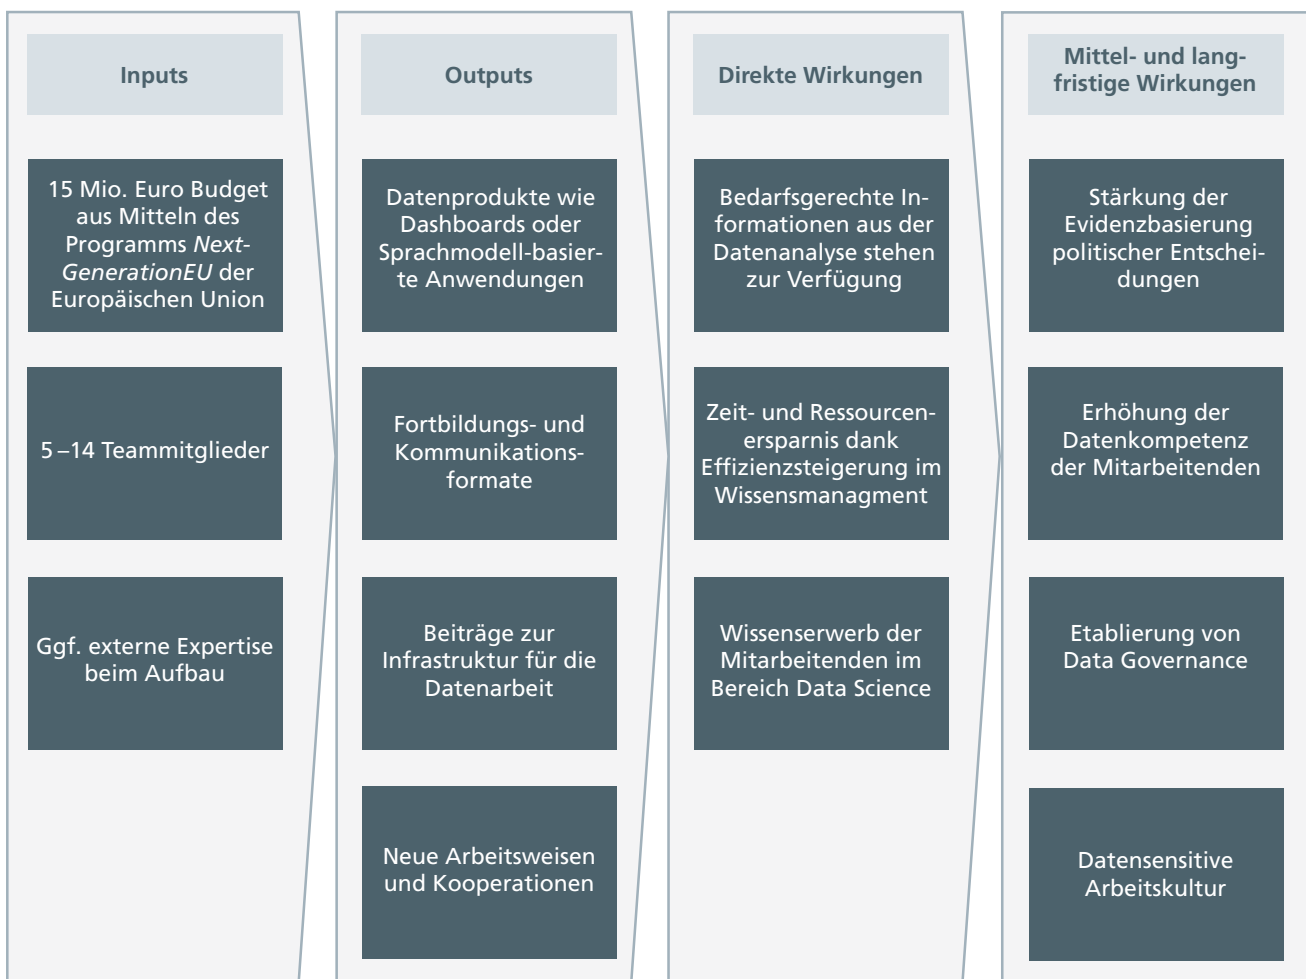 Inputs
15 Mio. Euro Budget
aus Mitteln des
Programms Next-
GenerationEU der
Europäischen Union
5–14 Teammitglieder
Ggf. externe Expertise
beim Aufbau
Outputs
Datenprodukte wie
Dashboards oder
Sprachmodell-basier-
te Anwendungen
Fortbildungs- und
Kommunikations-
formate
Beiträge zur
Infrastruktur für die
Datenarbeit
Neue Arbeitsweisen
und Kooperationen
Direkte Wirkungen
Bedarfsgerechte In-
formationen aus der
Datenanalyse stehen
zur Verfügung
Zeit- und Ressourcen-
ersparnis dank
Effizienzsteigerung im
Wissensmanagment
Wissenserwerb der
Mitarbeitenden im
Bereich Data Science
Mittel- und lang-
fristige Wirkungen
Stärkung der
Evidenzbasierung
politischer Entschei-
dungen
Erhöhung der
Datenkompetenz
der Mitarbeitenden
Etablierung von
Data Governance
Datensensitive
Arbeitskultur